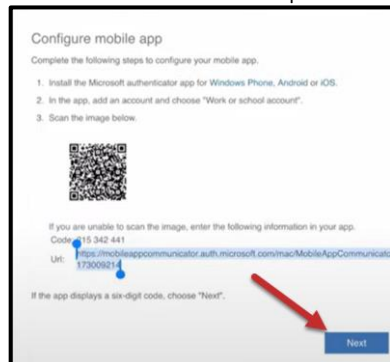 Configure mobile app
Complete the following steps to configure your mobile app.
1. Install the Microsoft authenticator app for Windows Phone, Android or iOS.
2. In the app, add an account and choose "Work or school account".
3. Scan the image below.
If you are unable to scan the image, enter the following information in your app.
Code: 915 342 441
Url: https://mobileappcommunicator.auth.microsoft.com/mac/MobileAppCommunicato
173009214
If the app displays a six-digit code, choose "Next".
Next